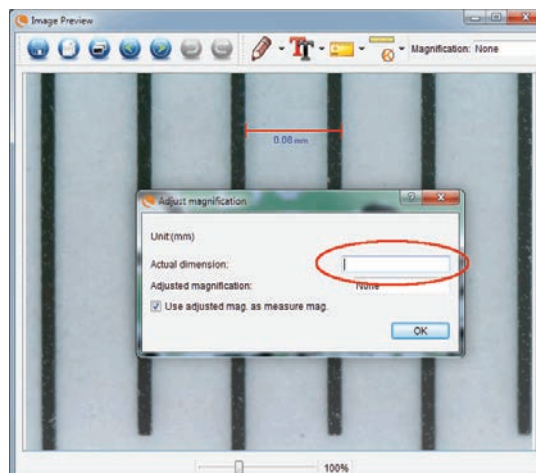 Image Preview
Magnification: None
0.08 mm
Adjust magnification
Unit:(mm)
Actual dimension:
Adjusted magnification: None
Use adjusted mag. as measure mag.
OK
100%